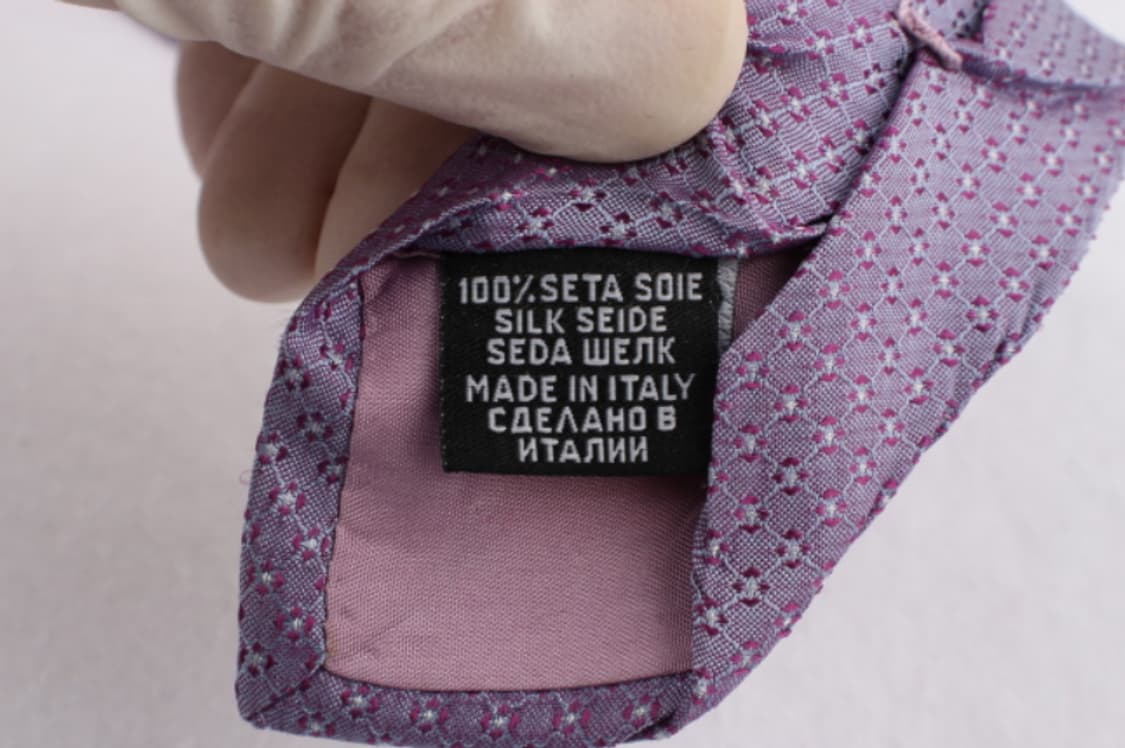 100% SETA SOIE
SILK SEIDE
SEDA ШЕЛК
MADE IN ITALY
СДЕЛАНО В
ИТАЛИИ